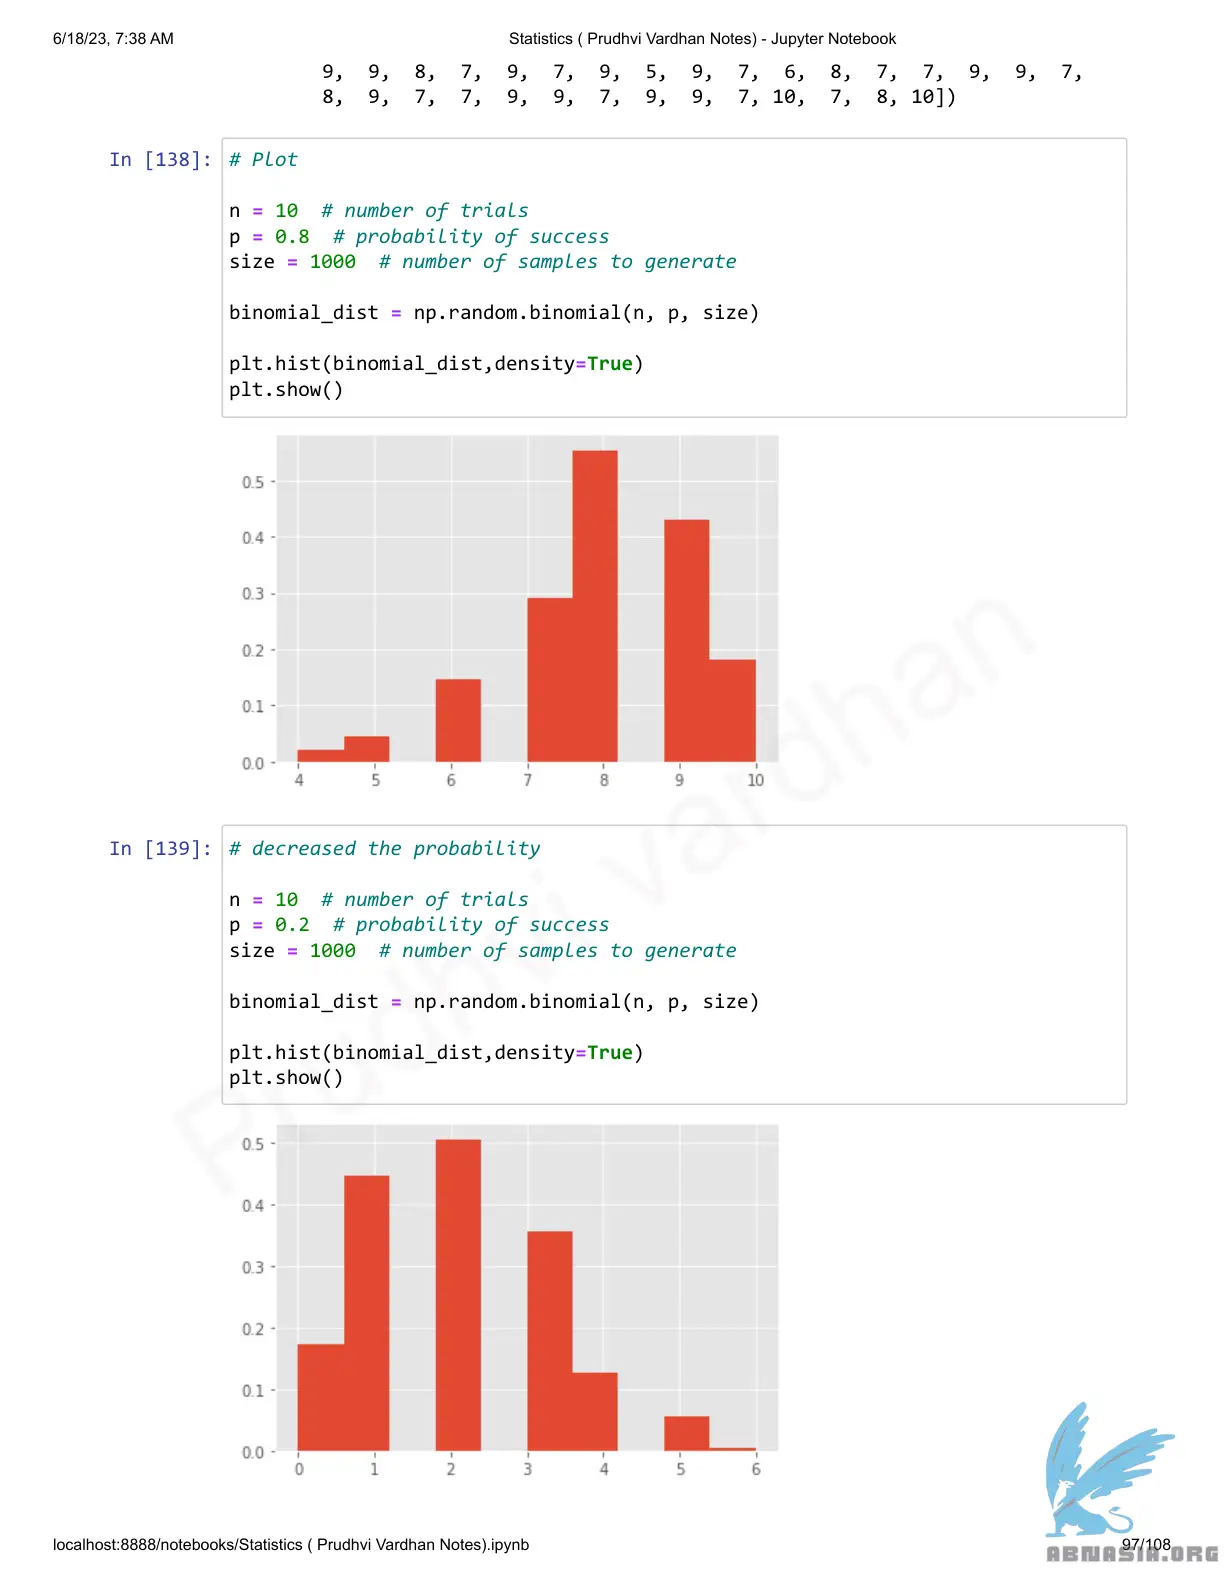 6/18/23, 7:38 AM Statistics ( Prudhvi Vardhan Notes) - Jupyter Notebook
9, 9, 8, 7, 9, 7, 9, 5, 9, 7, 6, 8, 7, 7, 9, 9, 7,
8, 9, 7, 7, 9, 9, 7, 9, 9, 7, 10, 7, 8, 10])
In [138]: # Plot
n = 10 # number of trials
p = 0.8 # probability of success
size = 1000 # number of samples to generate
binomial_dist = np.random.binomial(n, p, size)
plt.hist(binomial_dist,density=True)
plt.show()
0.5
0.4
0.3
0.2
0.1
0.0
4 5 6 7 8 9 10
In [139]: # decreased the probability
n = 10 # number of trials
p = 0.2 # probability of success
size = 1000 # number of samples to generate
binomial_dist = np.random.binomial(n, p, size)
plt.hist(binomial_dist,density=True)
plt.show()
0.5
0.4
0.3
0.2
0.1
0.0
0 1 2 3 4 5 6
Prudhvi vardhan
localhost:8888/notebooks/Statistics ( Prudhvi Vardhan Notes).ipynb 97/108
ABNASIA.ORG